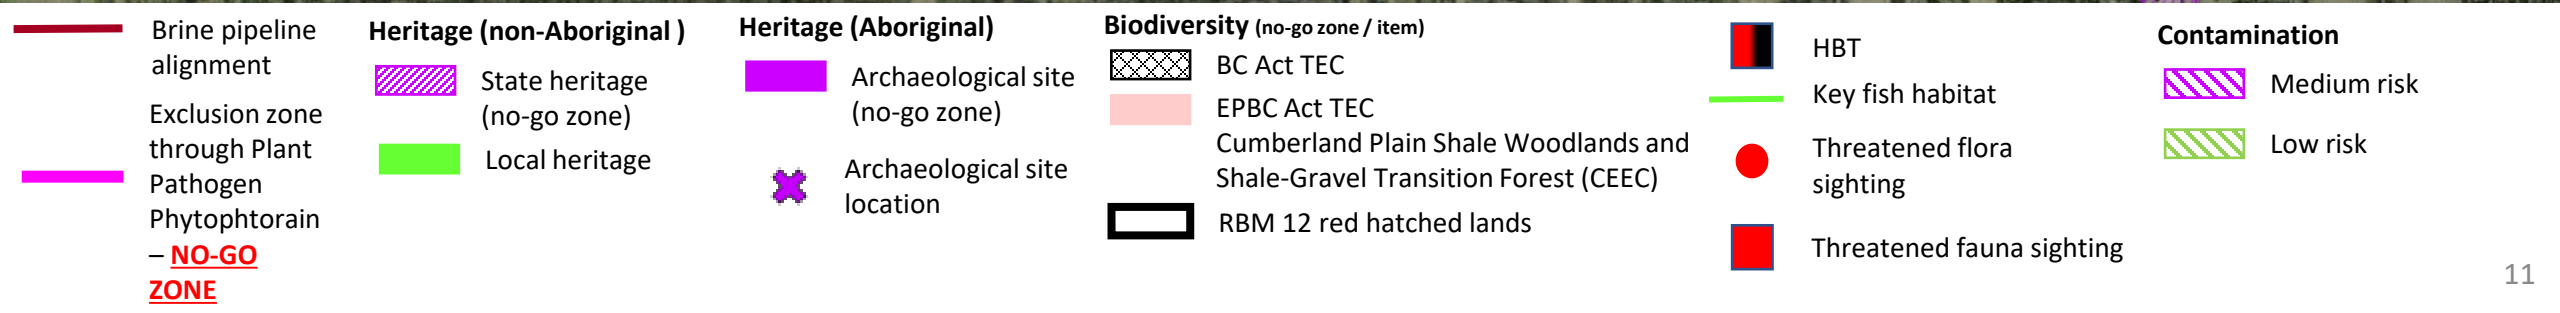 Brine pipeline
alignment
Exclusion zone
through Plant
Pathogen
Phytophtorain
– NO-GO
ZONE
Heritage (non-Aboriginal )
State heritage
(no-go zone)
Local heritage
Heritage (Aboriginal)
Archaeological site
(no-go zone)
Archaeological site
location
Biodiversity (no-go zone / item)
BC Act TEC
EPBC Act TEC
Cumberland Plain Shale Woodlands and
Shale-Gravel Transition Forest (CEEC)
RBM 12 red hatched lands
HBT
Key fish habitat
Threatened flora
sighting
Threatened fauna sighting
Contamination
Medium risk
Low risk
11